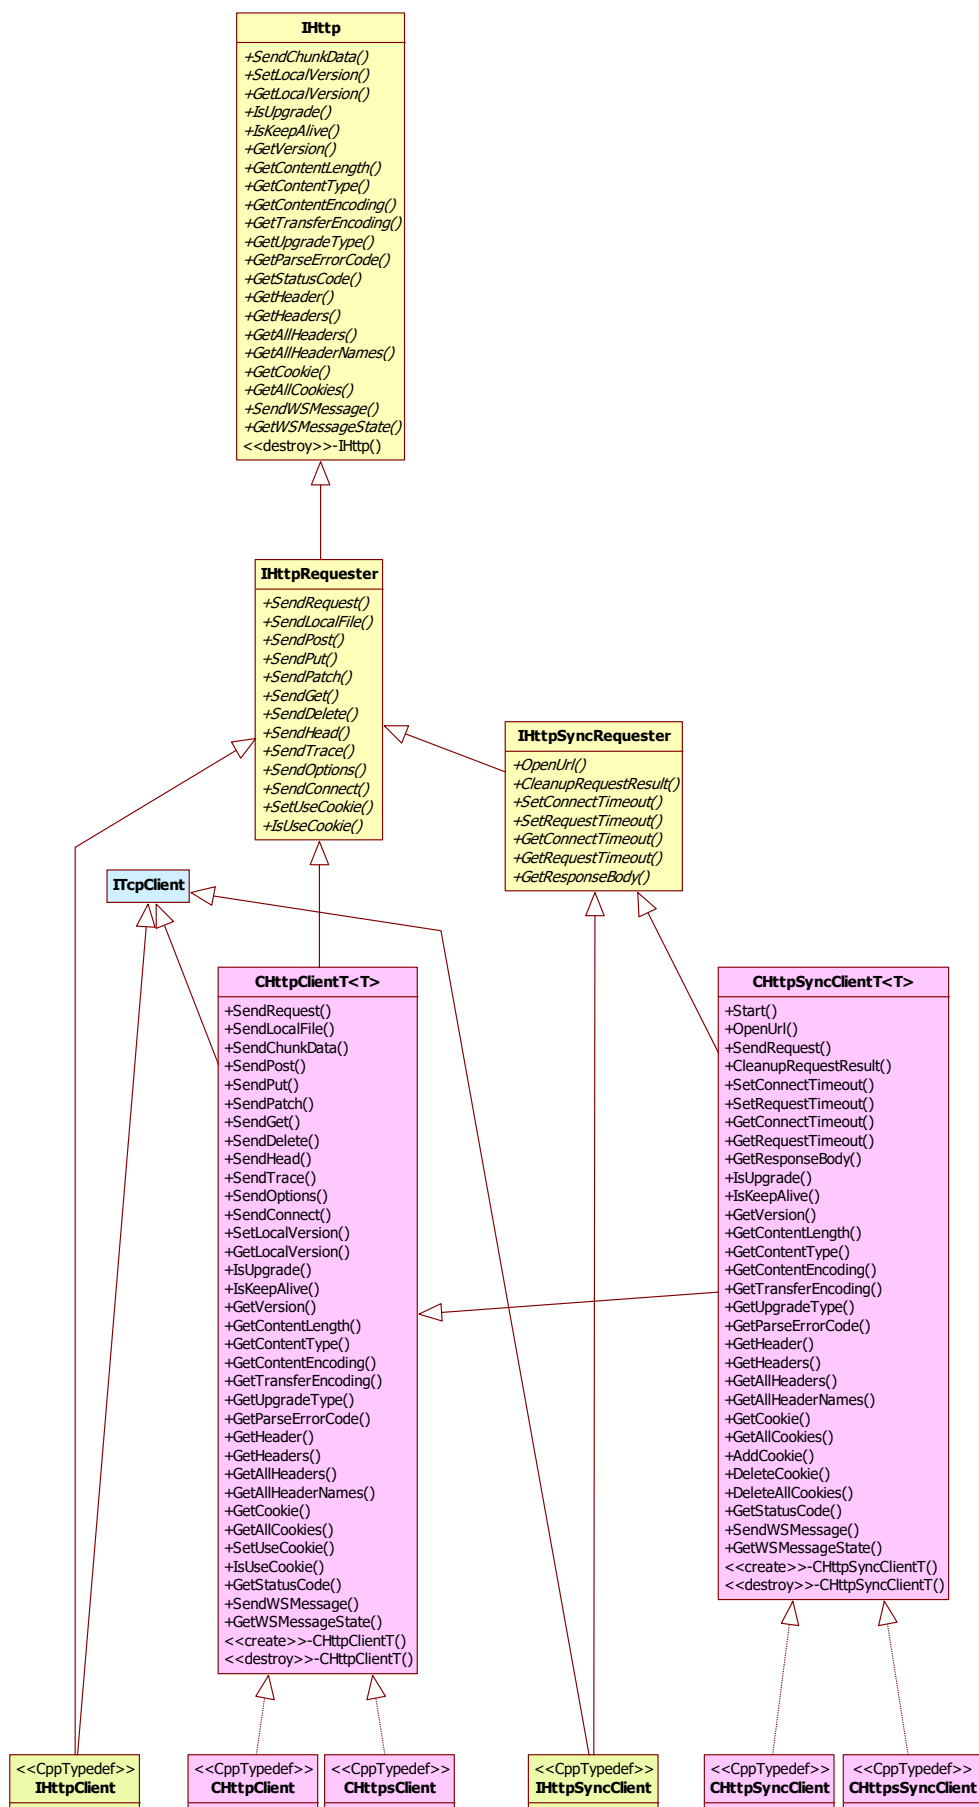 IHttp
+SendChunkData()
+SetLocalVersion()
+GetLocalVersion()
+IsUpgrade()
+IsKeepAlive()
+GetVersion()
+GetContentLength()
+GetContentType()
+GetContentEncoding()
+GetTransferEncoding()
+GetUpgradeType()
+GetParseErrorCode()
+GetStatusCode()
+GetHeader()
+GetHeaders()
+GetAllHeaders()
+GetAllHeaderNames()
+GetCookie()
+GetAllCookies()
+SendWSMessage()
+GetWSMessageState()
<<destroy>>-IHttp()
IHttpRequester
+SendRequest()
+SendLocalFile()
+SendPost()
+SendPut()
+SendPatch()
+SendGet()
+SendDelete()
+SendHead()
+SendTrace()
+SendOptions()
+SendConnect()
+SetUseCookie()
+IsUseCookie()
IHttpSyncRequester
+OpenUrl()
+CleanupRequestResult()
+SetConnectTimeout()
+SetRequestTimeout()
+GetConnectTimeout()
+GetRequestTimeout()
+GetResponseBody()
ITcpClient
CHttpClientT<T>
+SendRequest()
+SendLocalFile()
+SendChunkData()
+SendPost()
+SendPut()
+SendPatch()
+SendGet()
+SendDelete()
+SendHead()
+SendTrace()
+SendOptions()
+SendConnect()
+SetLocalVersion()
+GetLocalVersion()
+IsUpgrade()
+IsKeepAlive()
+GetVersion()
+GetContentLength()
+GetContentType()
+GetContentEncoding()
+GetTransferEncoding()
+GetUpgradeType()
+GetParseErrorCode()
+GetHeader()
+GetHeaders()
+GetAllHeaders()
+GetAllHeaderNames()
+GetCookie()
+GetAllCookies()
+SetUseCookie()
+IsUseCookie()
+GetStatusCode()
+SendWSMessage()
+GetWSMessageState()
<<create>>-CHttpClientT()
<<destroy>>-CHttpClientT()
CHttpSyncClientT<T>
+Start()
+OpenUrl()
+SendRequest()
+CleanupRequestResult()
+SetConnectTimeout()
+SetRequestTimeout()
+GetConnectTimeout()
+GetRequestTimeout()
+GetResponseBody()
+IsUpgrade()
+IsKeepAlive()
+GetVersion()
+GetContentLength()
+GetContentType()
+GetContentEncoding()
+GetTransferEncoding()
+GetUpgradeType()
+GetParseErrorCode()
+GetHeader()
+GetHeaders()
+GetAllHeaders()
+GetAllHeaderNames()
+GetCookie()
+GetAllCookies()
+AddCookie()
+DeleteCookie()
+DeleteAllCookies()
+GetStatusCode()
+SendWSMessage()
+GetWSMessageState()
<<create>>-CHttpSyncClientT()
<<destroy>>-CHttpSyncClientT()
<<CppTypedef>>
IHttpClient
<<CppTypedef>>
CHttpClient
<<CppTypedef>>
CHttpsClient
<<CppTypedef>>
IHttpSyncClient
<<CppTypedef>>
CHttpSyncClient
<<CppTypedef>>
CHttpsSyncClient